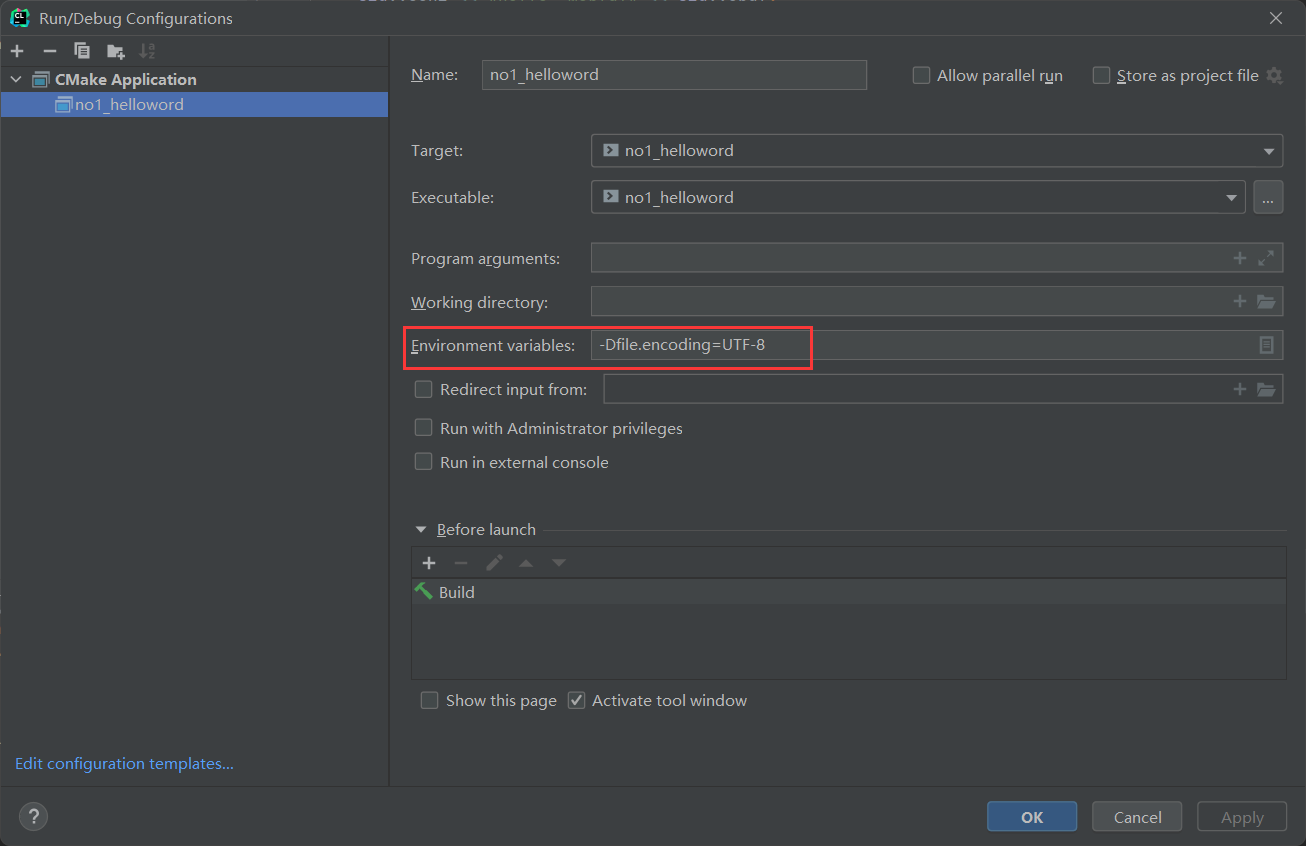 Run/Debug Configurations
CMake Application
no1_helloword
Name: no1_helloword
Allow parallel run
Store as project file
Target: no1_helloword
Executable: no1_helloword
...
Program arguments:
Working directory:
Environment variables: -Dfile.encoding=UTF-8
Redirect input from:
Run with Administrator privileges
Run in external console
Before launch
Build
Show this page
Activate tool window
Edit configuration templates...
?
OK
Cancel
Apply